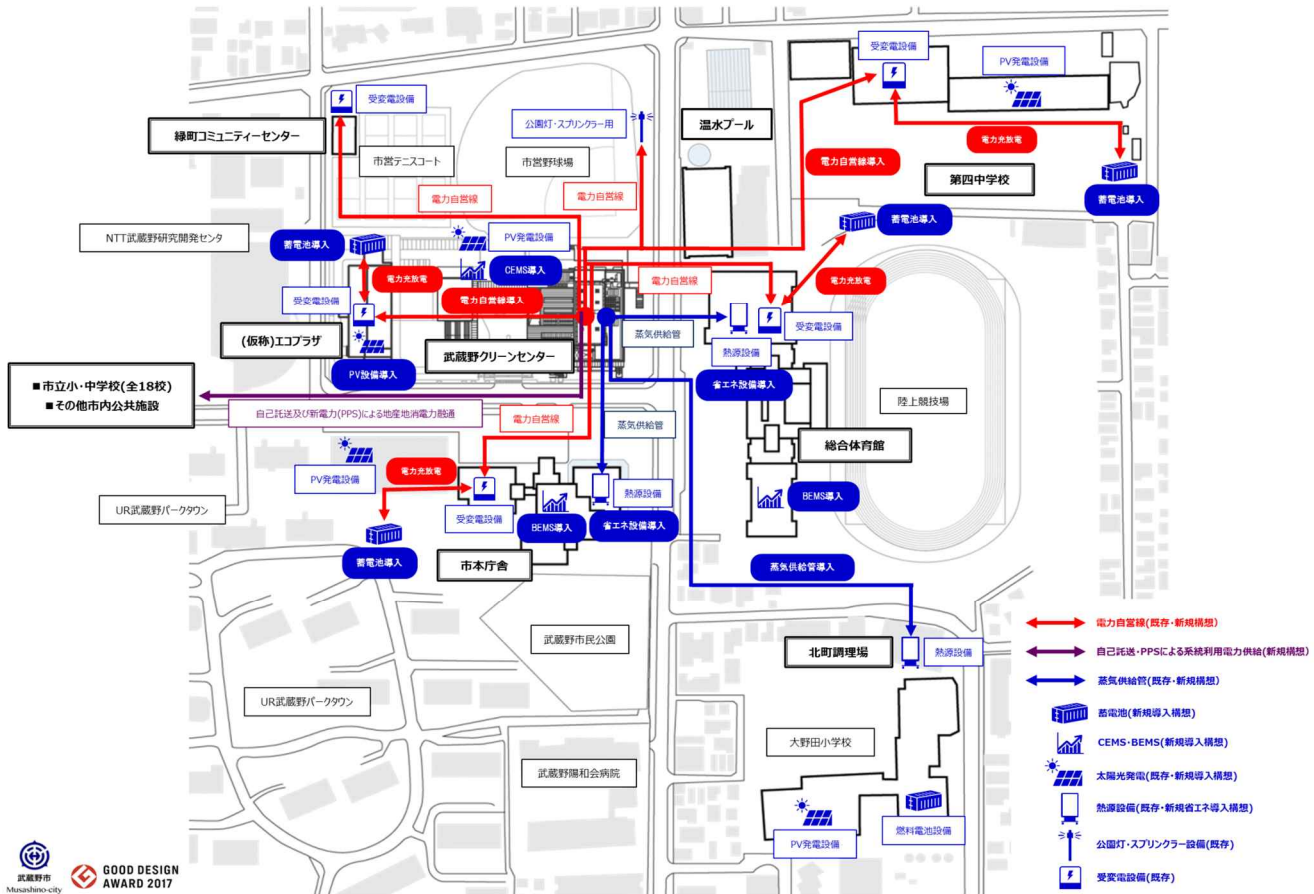 受変電設備
PV発電設備
受変電設備
緑町コミュニティーセンター
公園灯・スプリンクラー用
温水プール
電力充放電
市営テニスコート
市営野球場
電力自営線導入
第四中学校
電力自営線
電力自営線
蓄電池導入
蓄電池導入
NTT武蔵野研究開発センタ
蓄電池導入
PV発電設備
CEMS導入
電力充放電
電力自営線
電力充放電
受変電設備
電力自営線導入
受変電設備
蒸気供給管
(仮称)エコプラザ
武蔵野クリーンセンター
熱源設備
PV設備導入
省エネ設備導入
■市立小・中学校(全18校)
■その他市内公共施設
陸上競技場
自己託送及び新電力(PPS)による地産地消電力融通
電力自営線
蒸気供給管
総合体育館
電力充放電
PV発電設備
熱源設備
BEMS導入
UR武蔵野パークタウン
受変電設備
BEMS導入
省エネ設備導入
蓄電池導入
市本庁舎
蒸気供給管導入
武蔵野市民公園
北町調理場
熱源設備
UR武蔵野パークタウン
大野田小学校
武蔵野陽和会病院
PV発電設備
燃料電池設備
電力自営線(既存・新規構想)
自己託送・PPSによる系統利用電力供給(新規構想)
蒸気供給管(既存・新規構想)
蓄電池(新規導入構想)
CEMS・BEMS(新規導入構想)
太陽光発電(既存・新規導入構想)
熱源設備(既存・新規省エネ導入構想)
公園灯・スプリンクラー設備(既存)
受変電設備(既存)
武蔵野市
Musashino-city
GOOD DESIGN
AWARD 2017